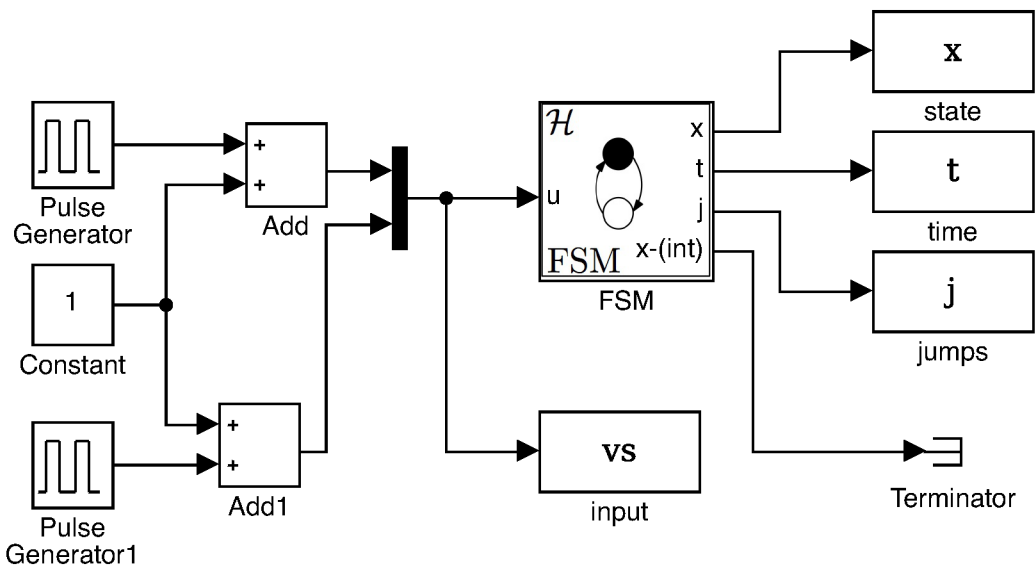 Pulse
Generator
+
+
Add
1
Constant
Pulse
Generator1
+
+
Add1
ℋ
u
FSM
x
t
j
x-(int)
FSM
vs
input
x
state
t
time
j
jumps
Terminator